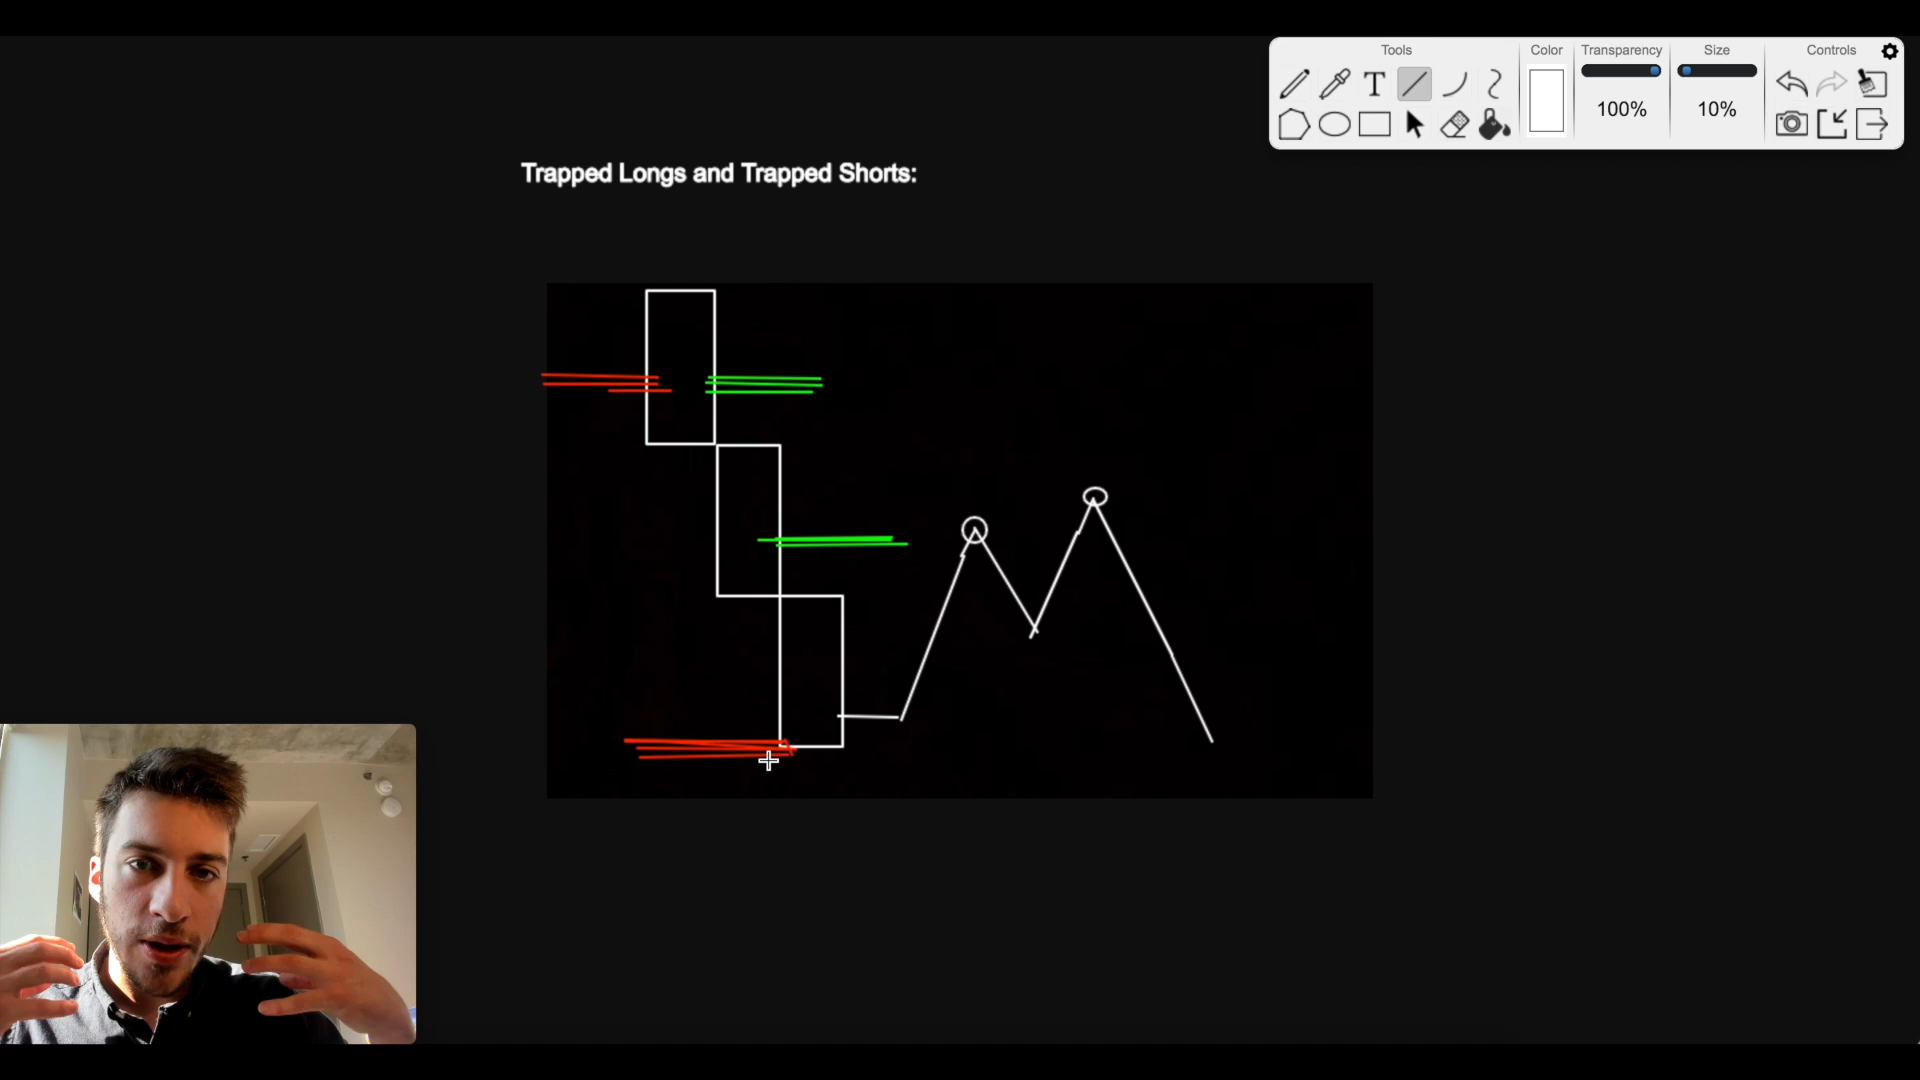 Tools
Color
Transparency
Size
Controls
100%
10%
Trapped Longs and Trapped Shorts: